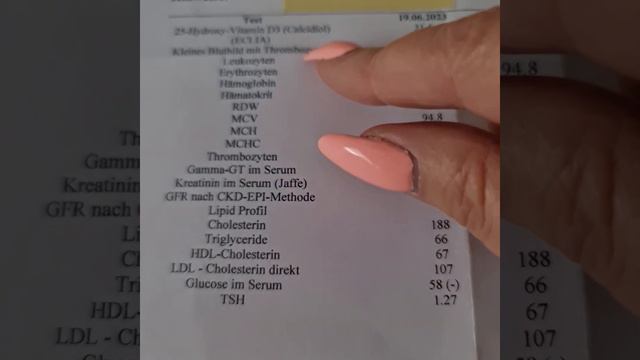 Test 19.06.2023
25-Hydroxy-Vitamin D3 (Calcidiol)
(ECLIA)
Kleines Blutbild mit Thromboz
Leukozyten
Erythrozyten
Hämoglobin
Hämatokrit
RDW
MCV 94.8
MCH
MCHC
Thrombozyten
Gamma-GT im Serum
Kreatinin im Serum (Jaffe)
GFR nach CKD-EPI-Methode
Lipid Profil
Cholesterin 188
Triglyceride 66
HDL-Cholesterin 67
LDL - Cholesterin direkt 107
Glucose im Serum 58 (-)
TSH 1.27